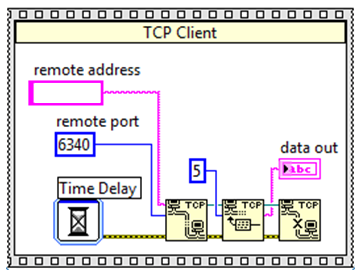 TCP Client
remote address
remote port
6340
5
data out
abc
Time Delay
TCP TCP TCP